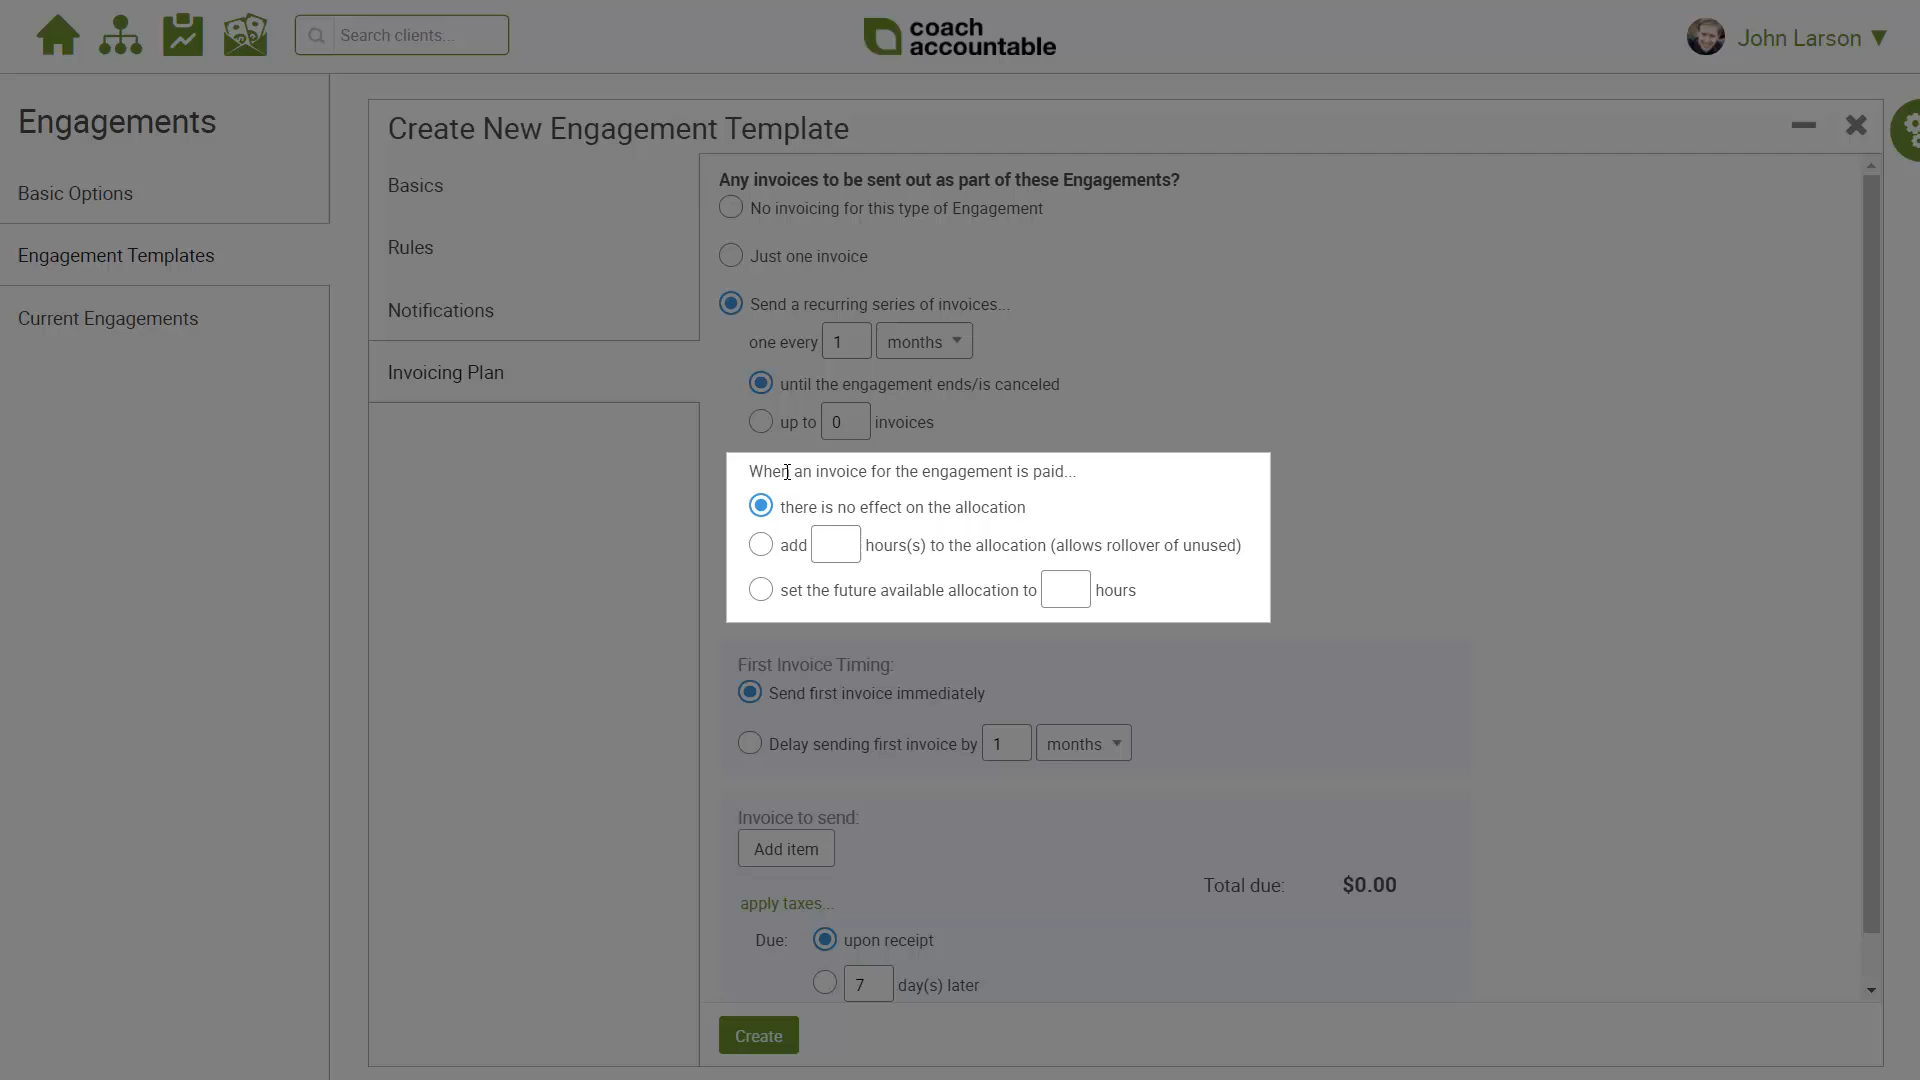 Search clients...
coach
accountable
John Larson
Engagements
Basic Options
Engagement Templates
Current Engagements
Create New Engagement Template
Basics
Rules
Notifications
Invoicing Plan
Any invoices to be sent out as part of these Engagements?
No invoicing for this type of Engagement
Just one invoice
Send a recurring series of invoices...
one every 1 months
until the engagement ends/is canceled
up to 0 invoices
When an invoice for the engagement is paid...
there is no effect on the allocation
add hours(s) to the allocation (allows rollover of unused)
set the future available allocation to hours
First Invoice Timing:
Send first invoice immediately
Delay sending first invoice by 1 months
Invoice to send:
Add item
Total due: $0.00
apply taxes...
Due: upon receipt
7 day(s) later
Create